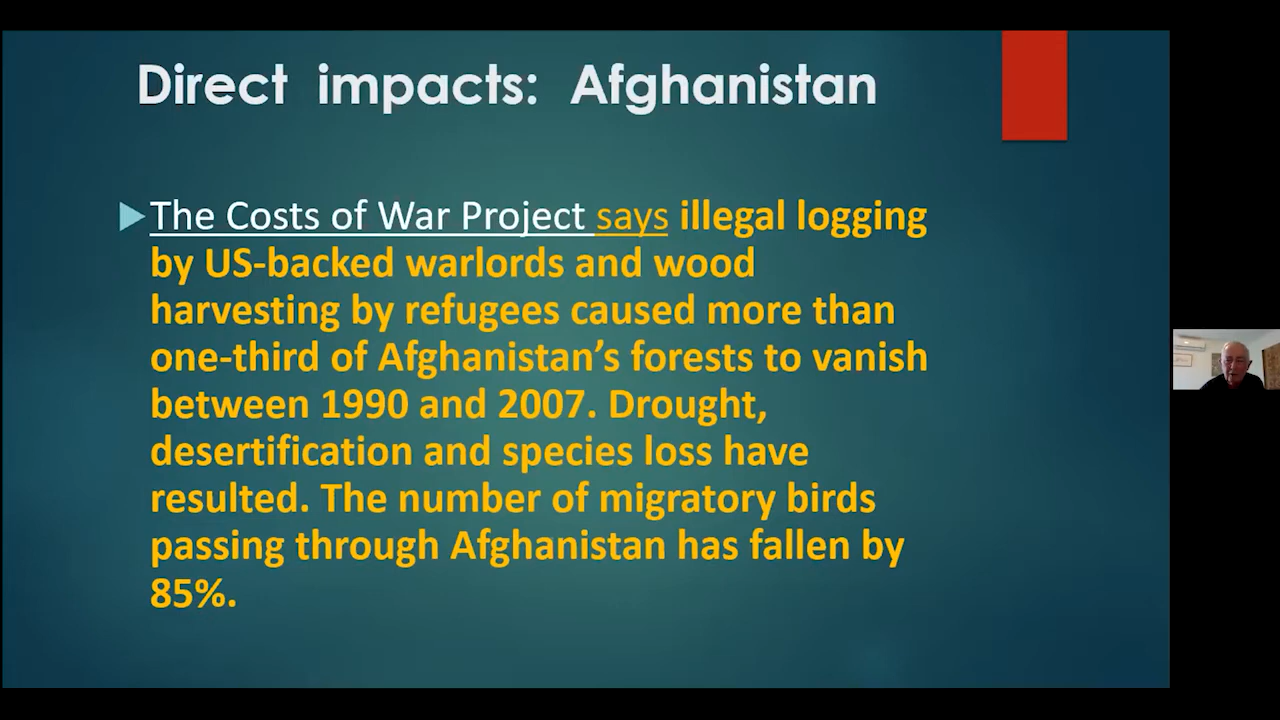 Direct impacts: Afghanistan
The Costs of War Project says illegal logging
by US-backed warlords and wood
harvesting by refugees caused more than
one-third of Afghanistan’s forests to vanish
between 1990 and 2007. Drought,
desertification and species loss have
resulted. The number of migratory birds
passing through Afghanistan has fallen by
85%.